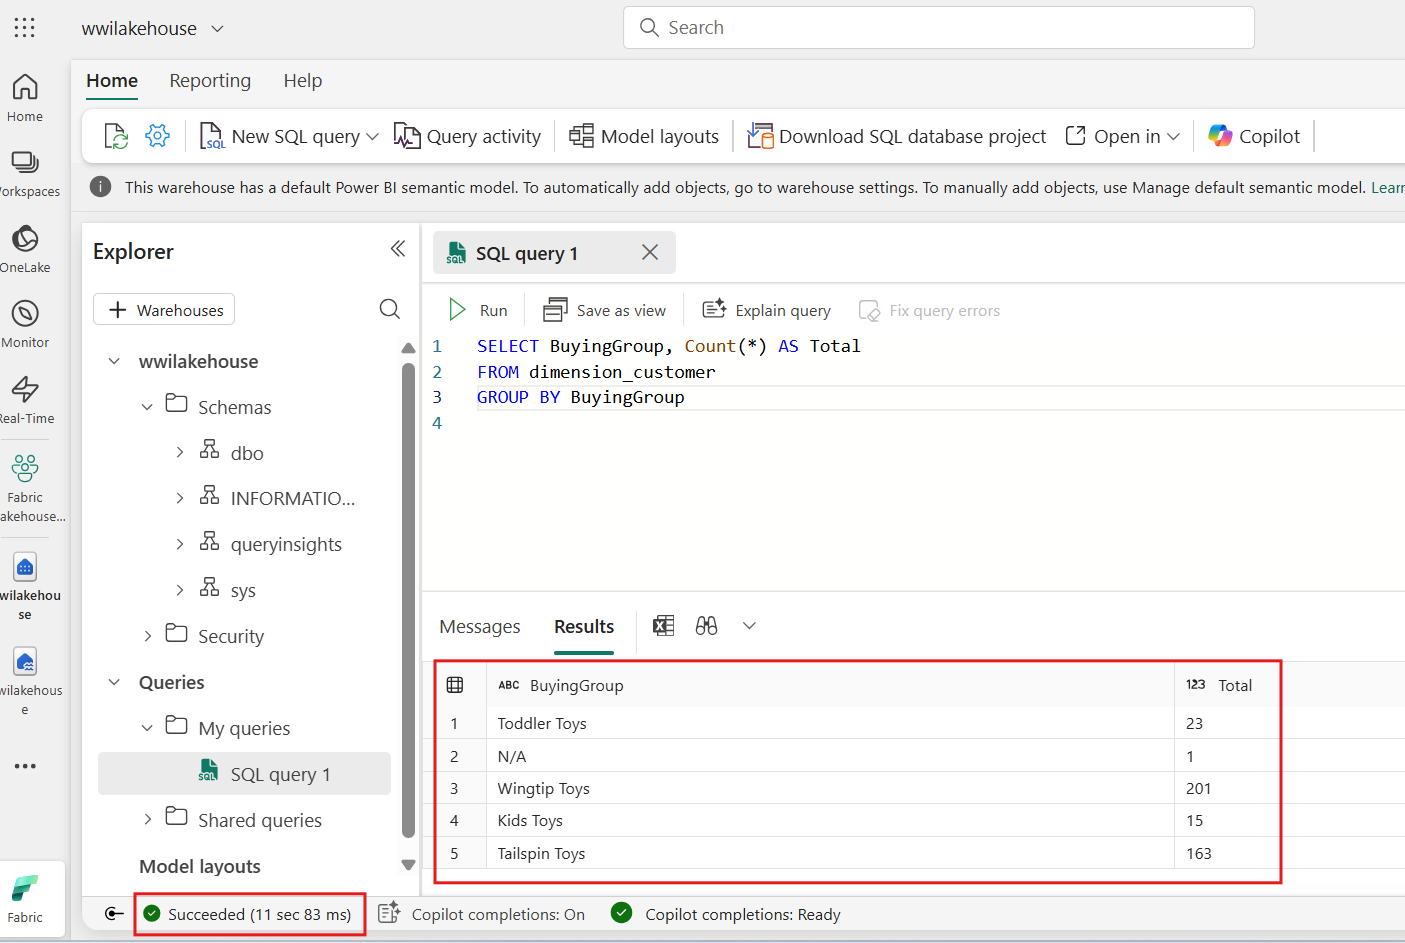 wwilakehouse
Search
Home
Reporting
Help
New SQL query
Query activity
Model layouts
Download SQL database project
Open in
Copilot
This warehouse has a default Power BI semantic model. To automatically add objects, go to warehouse settings. To manually add objects, use Manage default semantic model. Learn
Home
orkspaces
OneLake
Monitor
Real-Time
Fabric
akehouse...
wilakehou
se
wilakehous
e
Fabric
Explorer
Warehouses
wwilakehouse
Schemas
dbo
INFORMATIO...
queryinsights
sys
Security
Queries
My queries
SQL query 1
Shared queries
Model layouts
SQL query 1
Run
Save as view
Explain query
Fix query errors
1 SELECT BuyingGroup, Count(*) AS Total
2 FROM dimension_customer
3 GROUP BY BuyingGroup
4
Messages
Results
ABC BuyingGroup 123 Total
1 Toddler Toys 23
2 N/A 1
3 Wingtip Toys 201
4 Kids Toys 15
5 Tailspin Toys 163
Succeeded (11 sec 83 ms)
Copilot completions: On
Copilot completions: Ready